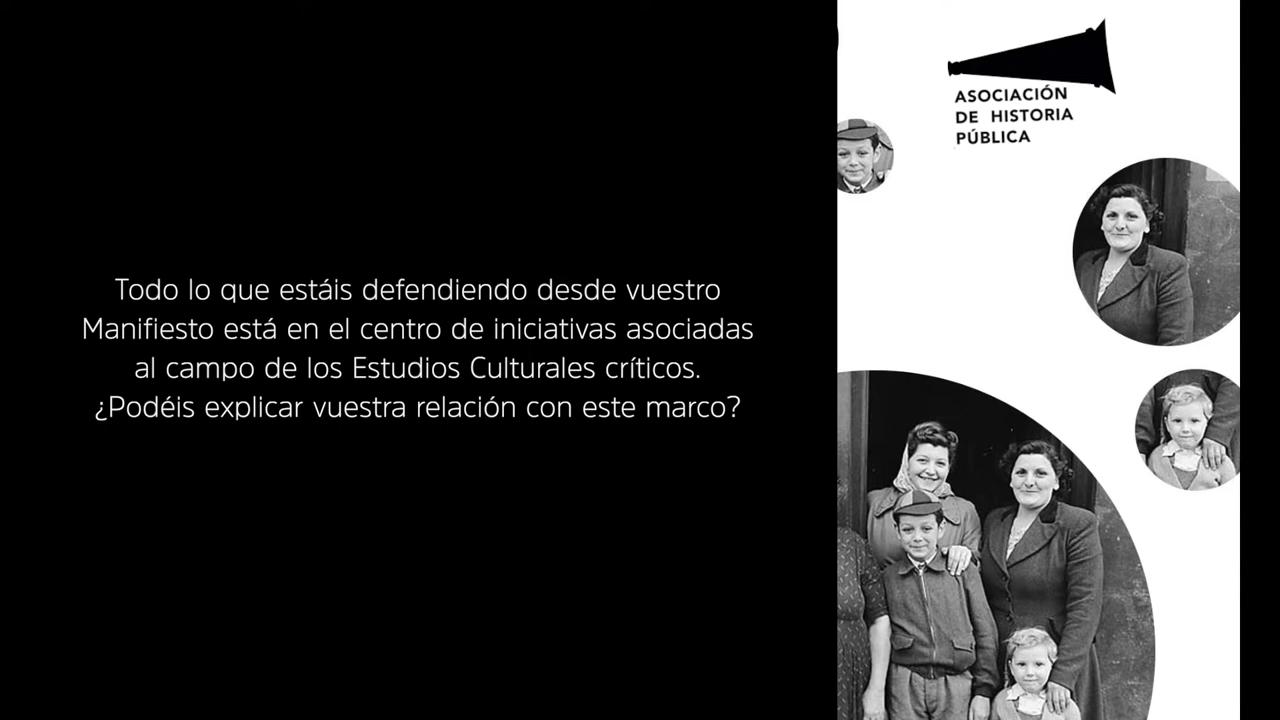 Todo lo que estáis defendiendo desde vuestro
Manifiesto está en el centro de iniciativas asociadas
al campo de los Estudios Culturales críticos.
¿Podéis explicar vuestra relación con este marco?
ASOCIACIÓN
DE HISTORIA
PÚBLICA